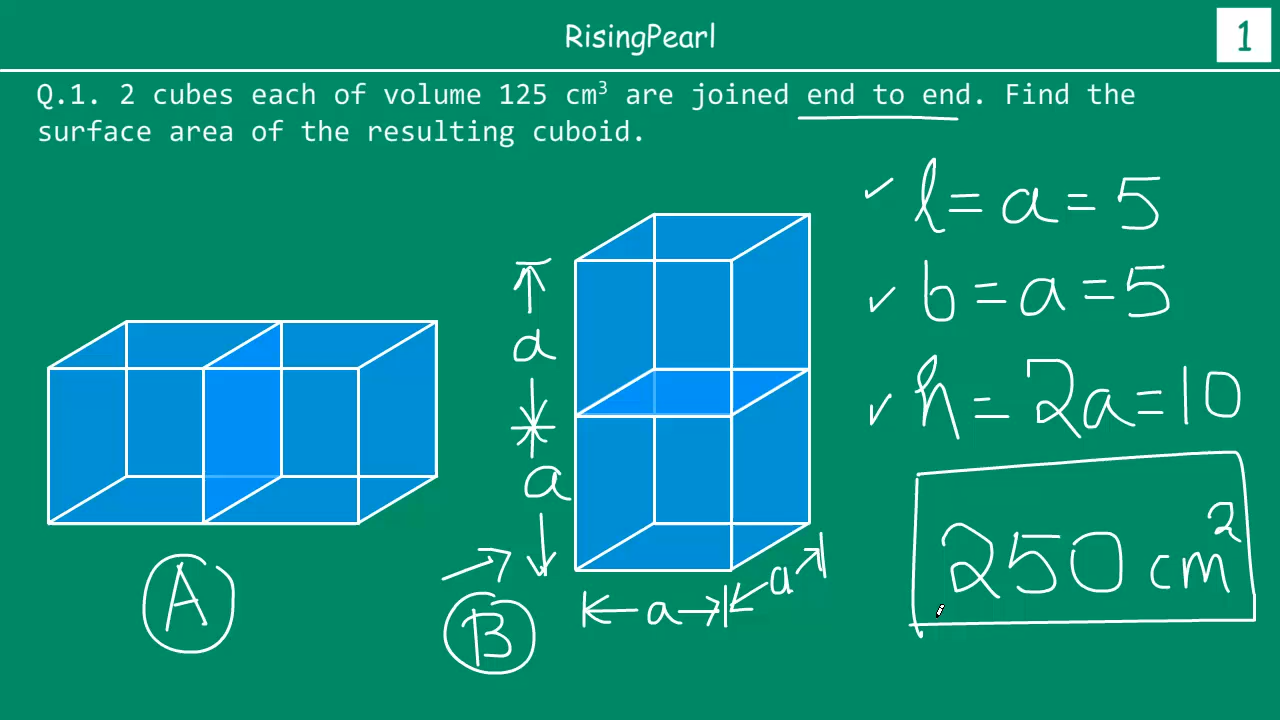 RisingPearl
1
Q.1. 2 cubes each of volume 125 cm³ are joined end to end. Find the
surface area of the resulting cuboid.
l = a = 5
b = a = 5
h = 2a = 10
a
a
a
a
A
B
250 cm²